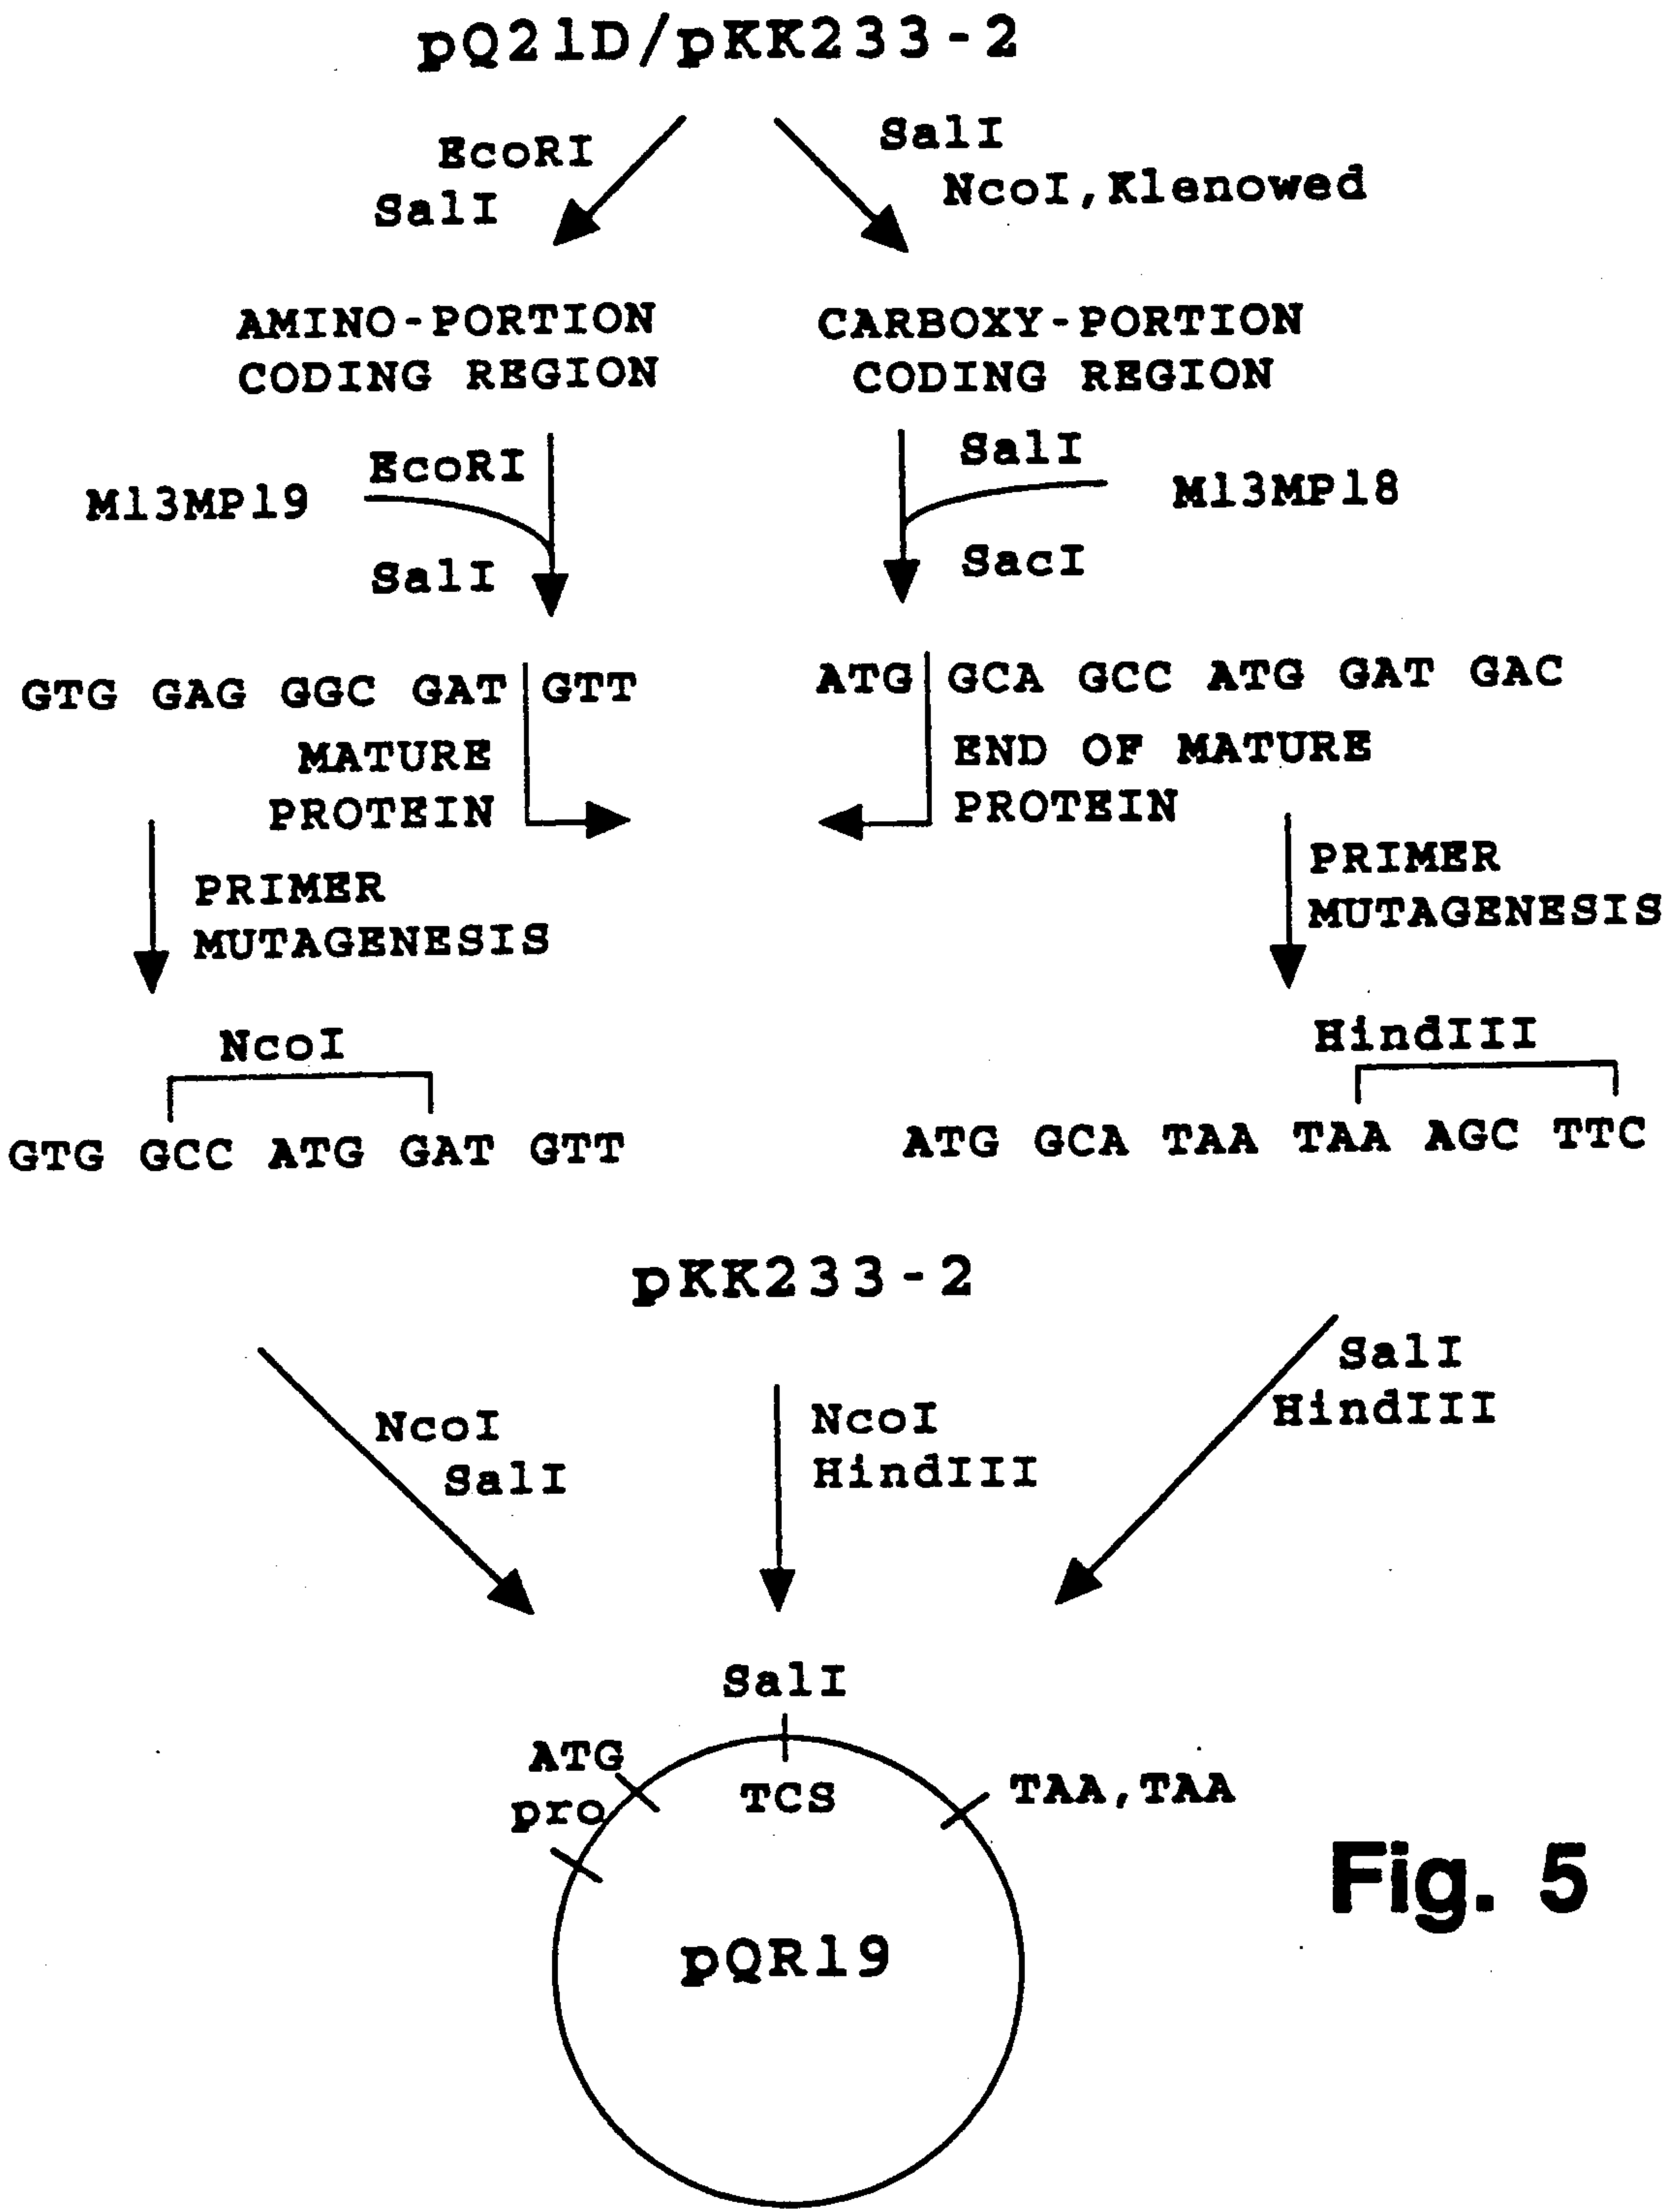 pQ21D/pKK233-2
EcoRI
SalI
SalI
NcoI,Klenowed
AMINO-PORTION
CODING REGION
CARBOXY-PORTION
CODING REGION
EcoRI
M13MP19
SalI
SalI
M13MP18
SacI
GTG GAG GGC GAT GTT
MATURE
PROTEIN
ATG GCA GCC ATG GAT GAC
END OF MATURE
PROTEIN
PRIMER
MUTAGENESIS
PRIMER
MUTAGENESIS
NcoI
GTG GCC ATG GAT GTT
HindIII
ATG GCA TAA TAA AGC TTC
pKK233-2
NcoI
SalI
NcoI
HindIII
SalI
HindIII
SalI
ATG
pro
TCS
TAA,TAA
pQR19
Fig. 5